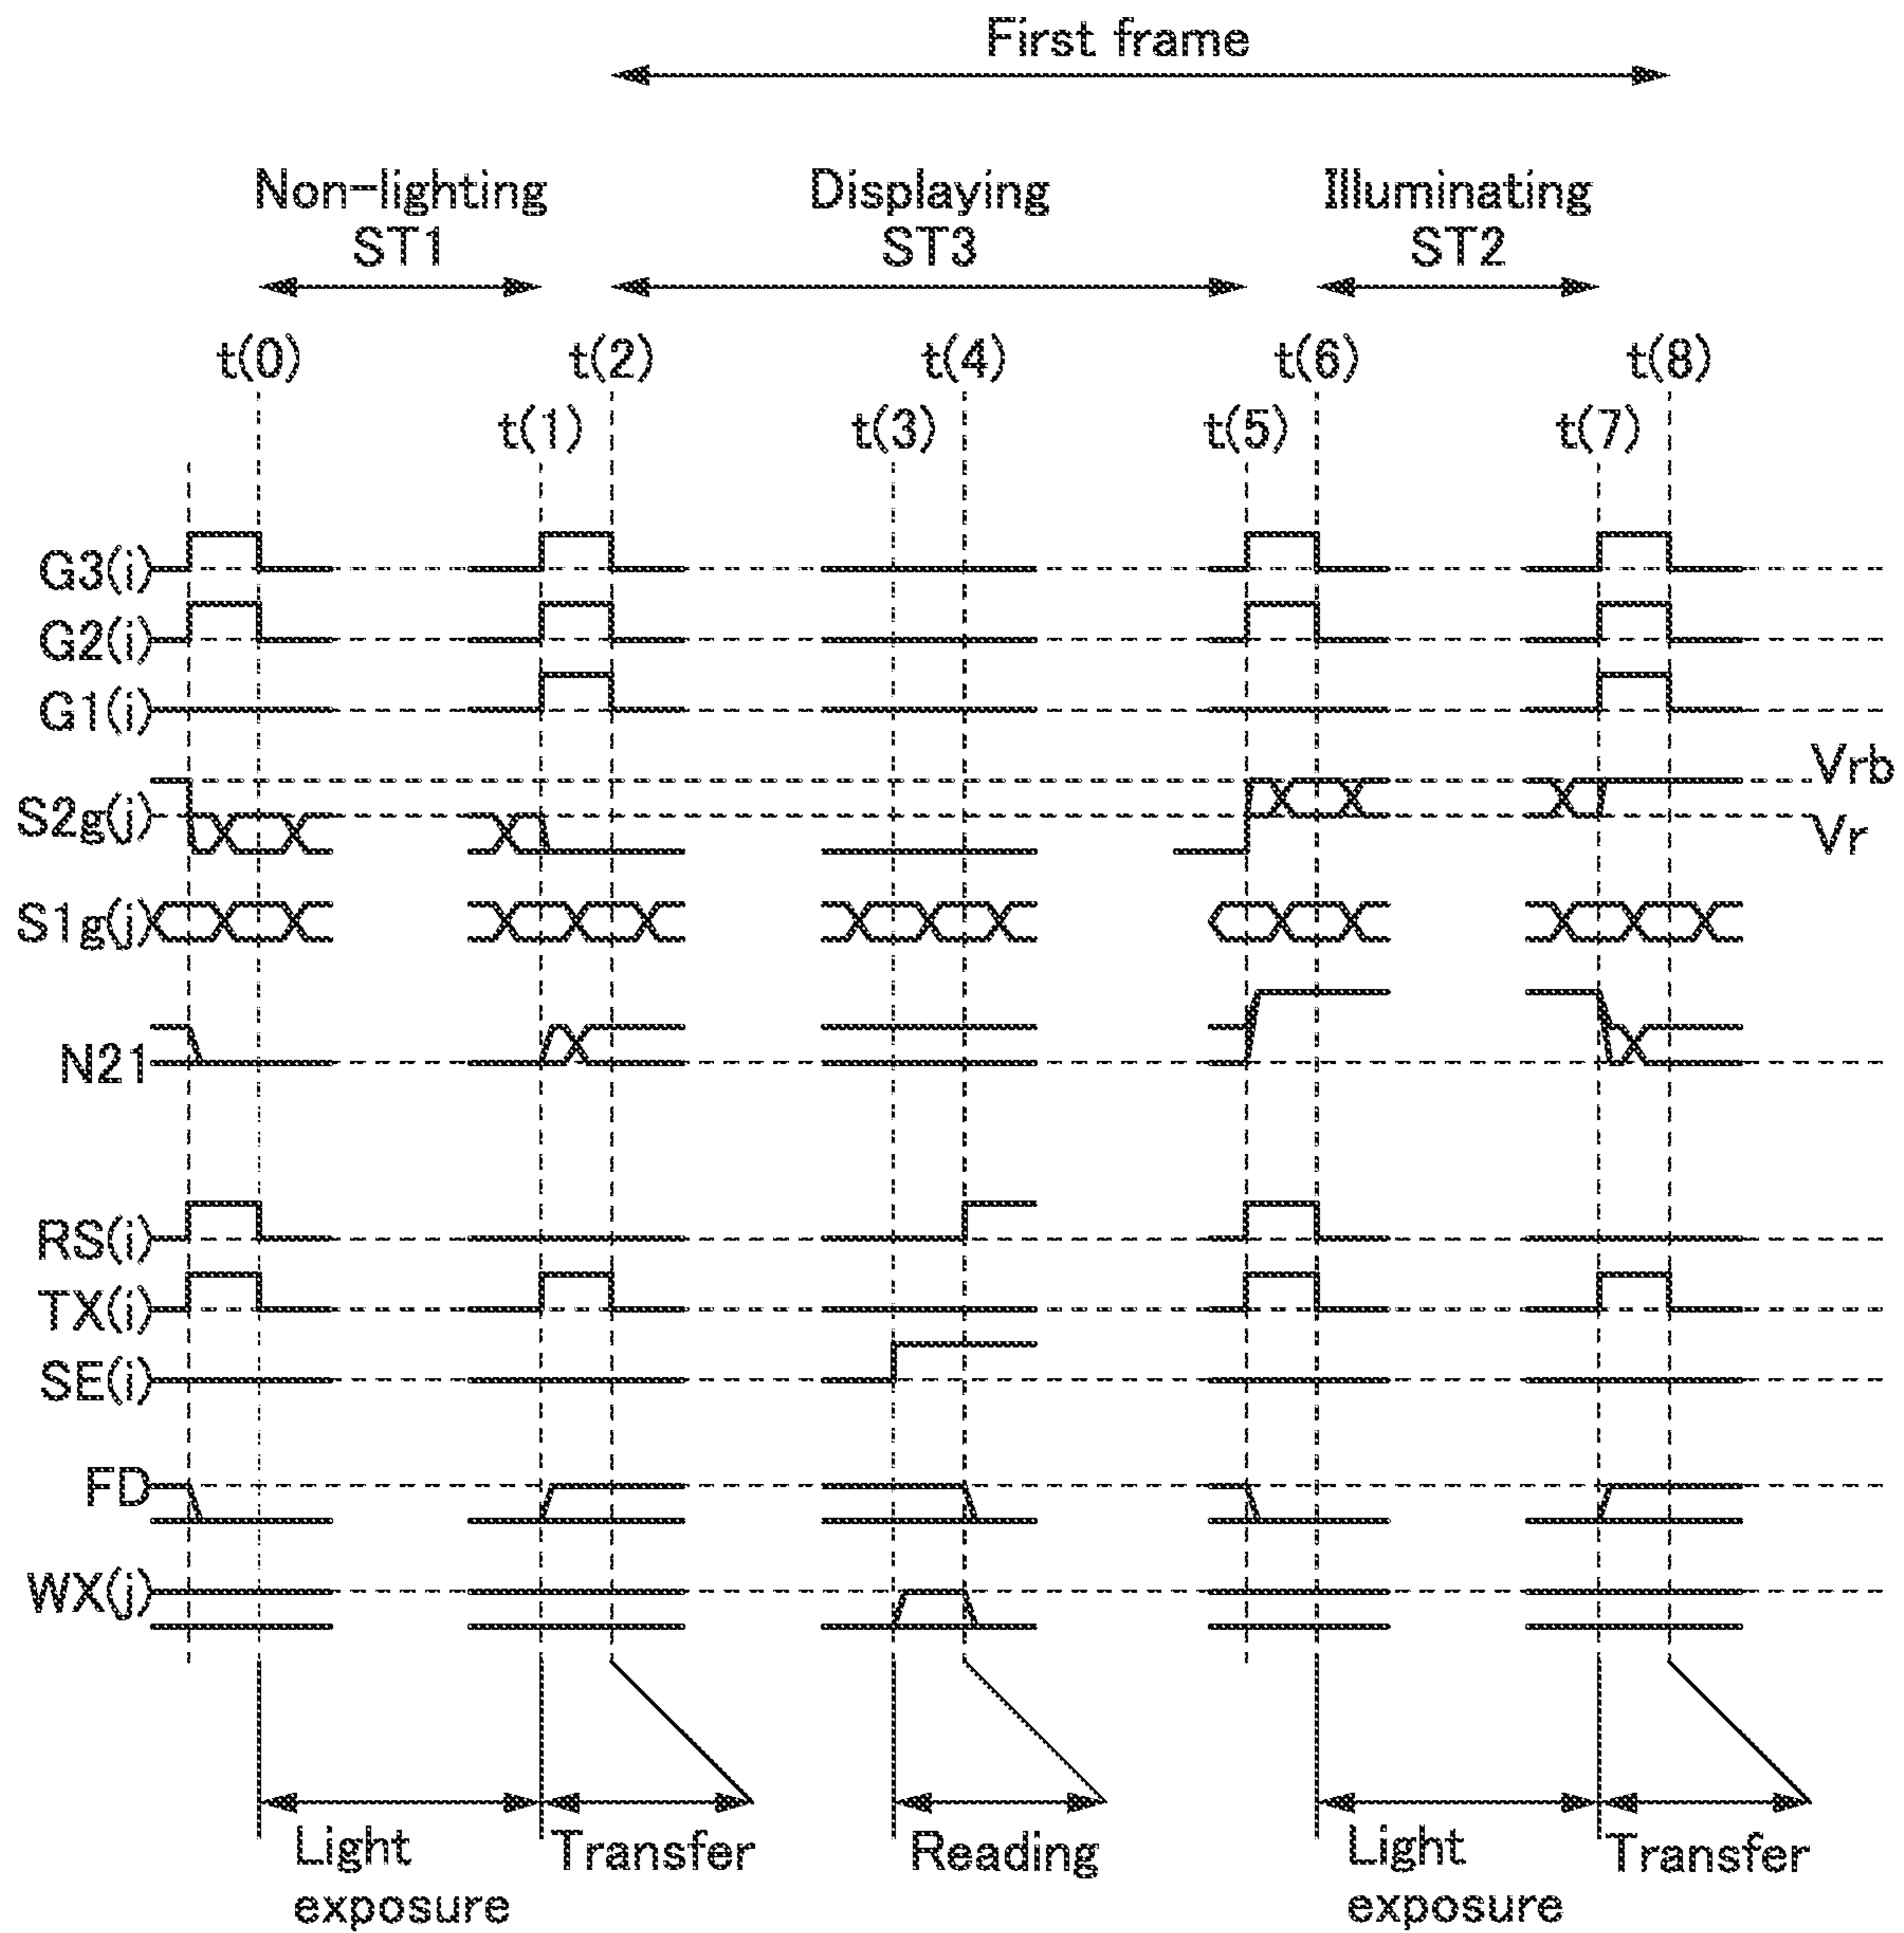 First frame
Non-lighting Displaying Illuminating
ST1 ST3 ST2
t(0) t(2) t(4) t(6) t(8)
t(1) t(3) t(5) t(7)
G3(i)
G2(i)
G1(i)
Vrb
S2g(j)
Vr
S1g(j)
N21
RS(i)
TX(i)
SE(i)
FD
WX(j)
Light Transfer Reading Light Transfer
exposure exposure